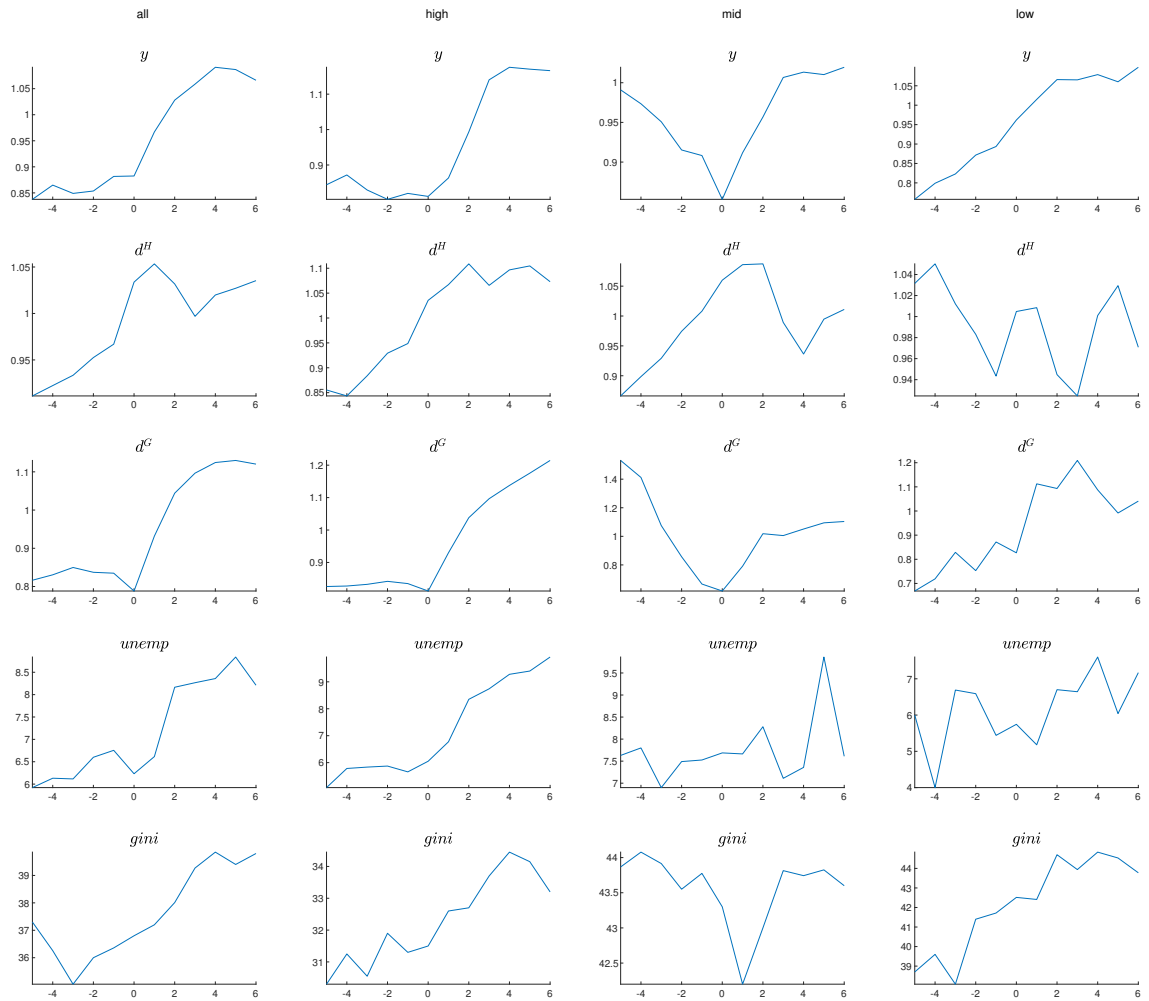 all
high
mid
low
y
1.05
1
0.95
0.9
0.85
-4 -2 0 2 4 6
y
1.1
1
0.9
-4 -2 0 2 4 6
y
1
0.95
0.9
-4 -2 0 2 4 6
y
1.05
1
0.95
0.9
0.85
0.8
-4 -2 0 2 4 6
d^H
1.05
1
0.95
-4 -2 0 2 4 6
d^H
1.1
1.05
1
0.95
0.9
0.85
-4 -2 0 2 4 6
d^H
1.05
1
0.95
0.9
-4 -2 0 2 4 6
d^H
1.04
1.02
1
0.98
0.96
0.94
-4 -2 0 2 4 6
d^G
1.1
1
0.9
0.8
-4 -2 0 2 4 6
d^G
1.2
1.1
1
0.9
-4 -2 0 2 4 6
d^G
1.4
1.2
1
0.8
-4 -2 0 2 4 6
d^G
1.2
1.1
1
0.9
0.8
0.7
-4 -2 0 2 4 6
unemp
8.5
8
7.5
7
6.5
6
-4 -2 0 2 4 6
unemp
9
8
7
6
-4 -2 0 2 4 6
unemp
9.5
9
8.5
8
7.5
7
-4 -2 0 2 4 6
unemp
7
6
5
4
-4 -2 0 2 4 6
gini
39
38
37
36
-4 -2 0 2 4 6
gini
34
33
32
31
-4 -2 0 2 4 6
gini
44
43.5
43
42.5
-4 -2 0 2 4 6
gini
44
43
42
41
40
39
-4 -2 0 2 4 6